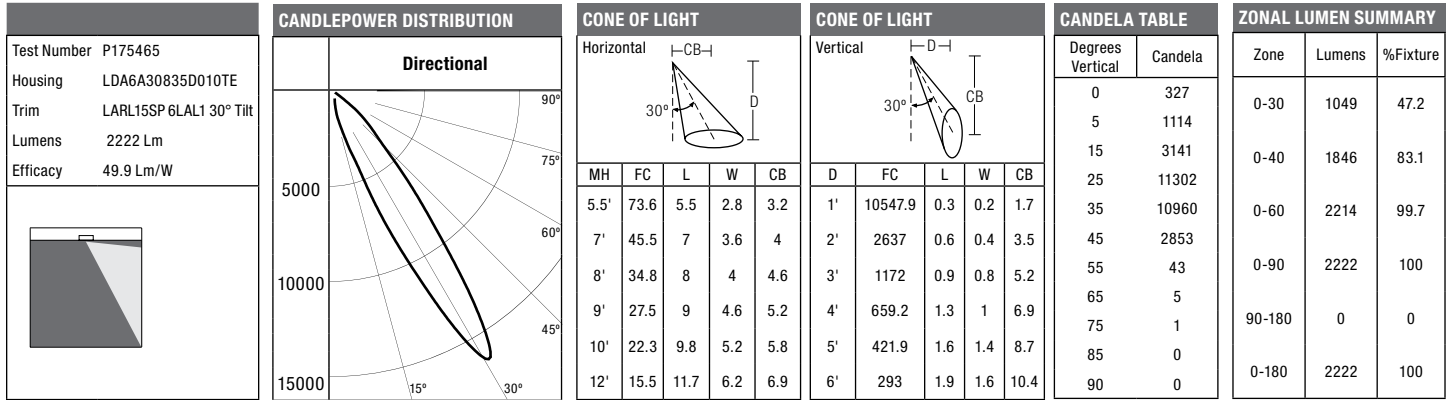 Test Number P175465
Housing LDA6A30835D010TE
Trim LARL15SP 6LAL1 30° Tilt
Lumens 2222 Lm
Efficacy 49.9 Lm/W
CANDLEPOWER DISTRIBUTION
Directional
90º
75º
5000
60º
10000
45º
15000
15º 30º
CONE OF LIGHT
Horizontal CB
30º D
MH FC L W CB
5.5' 73.6 5.5 2.8 3.2
7' 45.5 7 3.6 4
8' 34.8 8 4 4.6
9' 27.5 9 4.6 5.2
10' 22.3 9.8 5.2 5.8
12' 15.5 11.7 6.2 6.9
CONE OF LIGHT
Vertical D
30º CB
D FC L W CB
1' 10547.9 0.3 0.2 1.7
2' 2637 0.6 0.4 3.5
3' 1172 0.9 0.8 5.2
4' 659.2 1.3 1 6.9
5' 421.9 1.6 1.4 8.7
6' 293 1.9 1.6 10.4
CANDELA TABLE
Degrees Vertical Candela
0 327
5 1114
15 3141
25 11302
35 10960
45 2853
55 43
65 5
75 1
85 0
90 0
ZONAL LUMEN SUMMARY
Zone Lumens %Fixture
0-30 1049 47.2
0-40 1846 83.1
0-60 2214 99.7
0-90 2222 100
90-180 0 0
0-180 2222 100